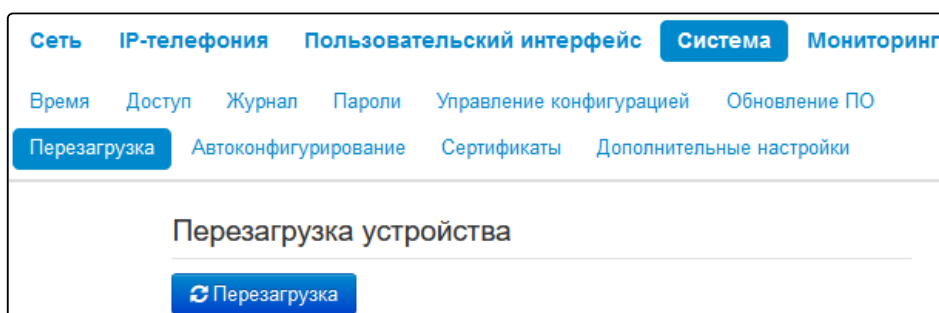 Сеть IP-телефония Пользовательский интерфейс Система Мониторинг
Время Доступ Журнал Пароли Управление конфигурацией Обновление ПО
Перезагрузка Автоконфигурирование Сертификаты Дополнительные настройки
Перезагрузка устройства
Перезагрузка